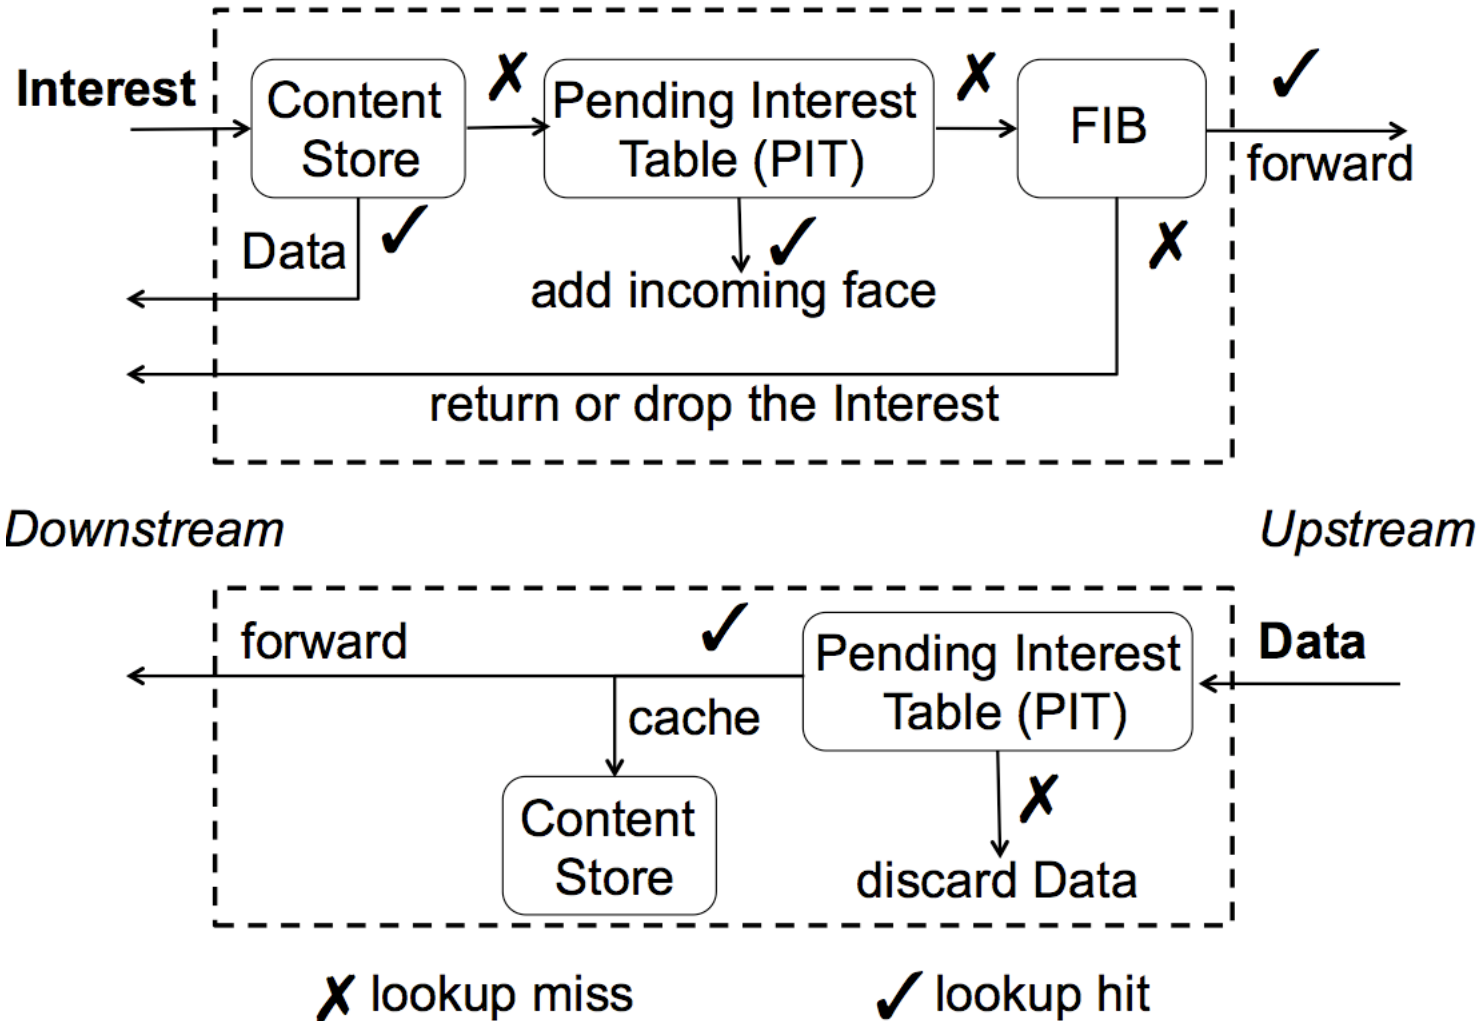 Interest
Content
Store
Pending Interest
Table (PIT)
FIB
forward
Data
add incoming face
return or drop the Interest
Downstream
Upstream
forward
Pending Interest
Table (PIT)
Data
cache
Content
Store
discard Data
✗ lookup miss
✓ lookup hit